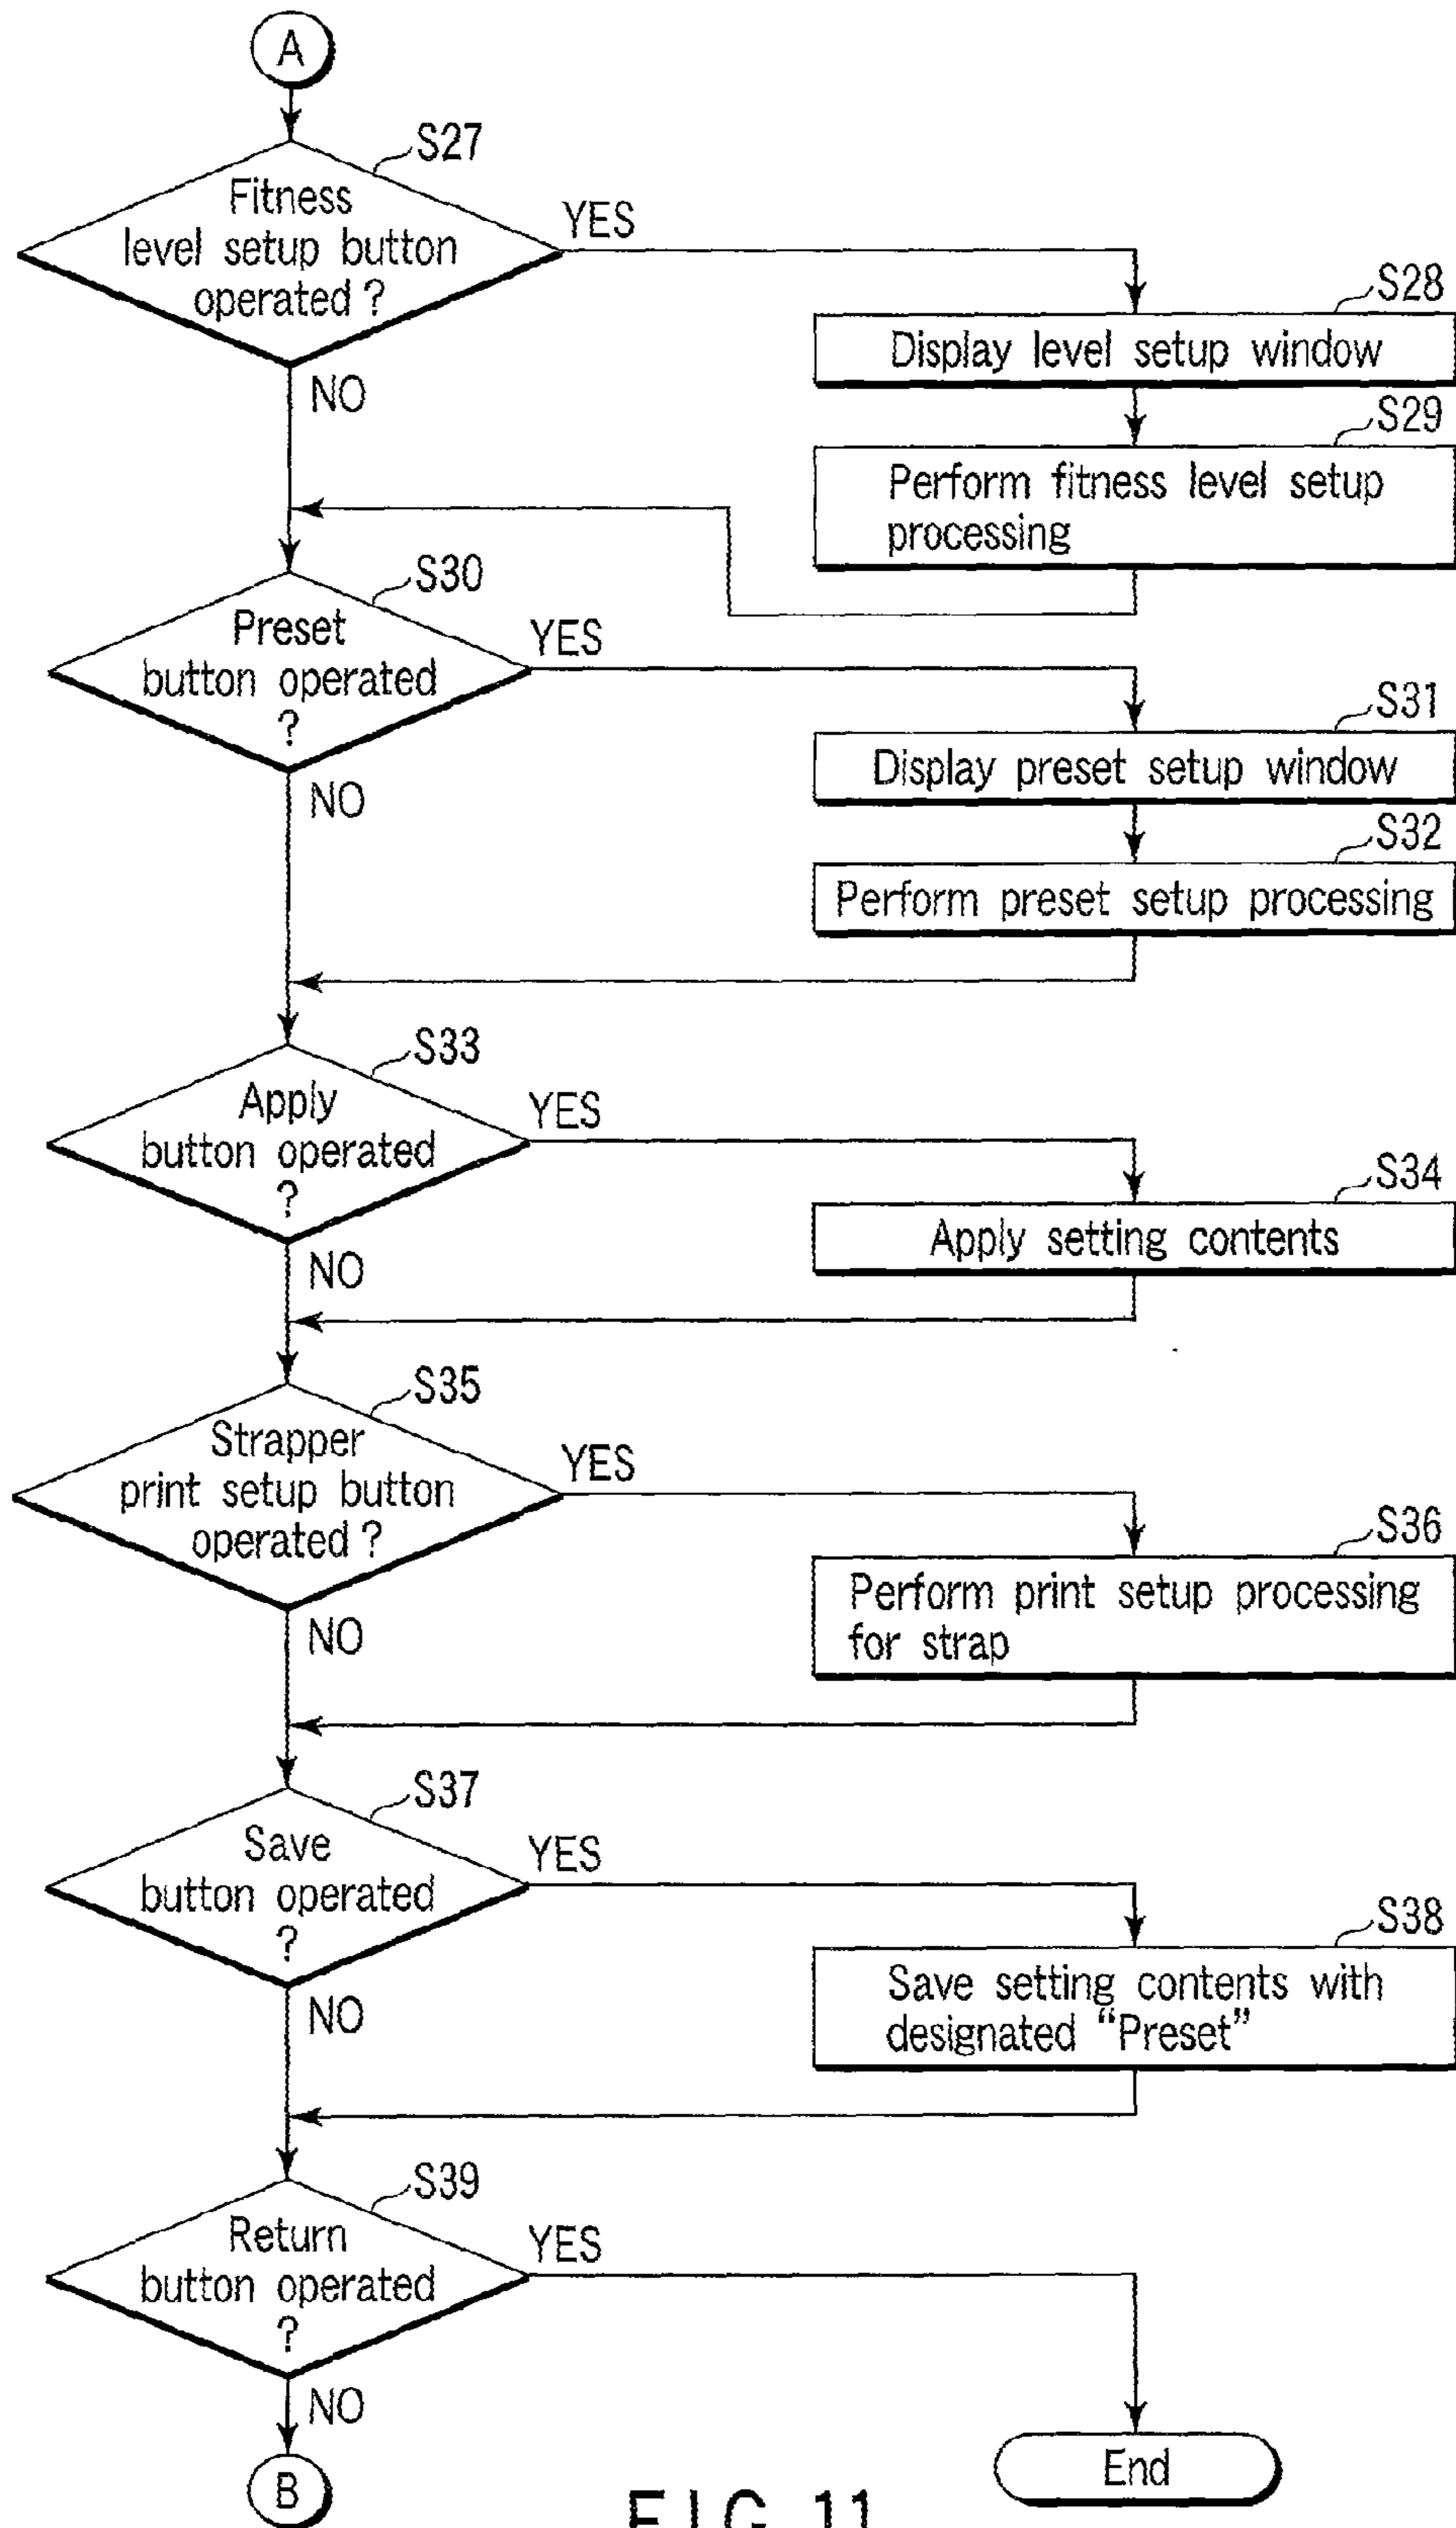 A
S27
Fitness
level setup button
operated ?
YES
NO
S28
Display level setup window
S29
Perform fitness level setup
processing
S30
Preset
button operated
?
YES
NO
S31
Display preset setup window
S32
Perform preset setup processing
S33
Apply
button operated
?
YES
NO
S34
Apply setting contents
S35
Strapper
print setup button
operated ?
YES
NO
S36
Perform print setup processing
for strap
S37
Save
button operated
?
YES
NO
S38
Save setting contents with
designated “Preset”
S39
Return
button operated
?
YES
NO
B
End
FIG. 11